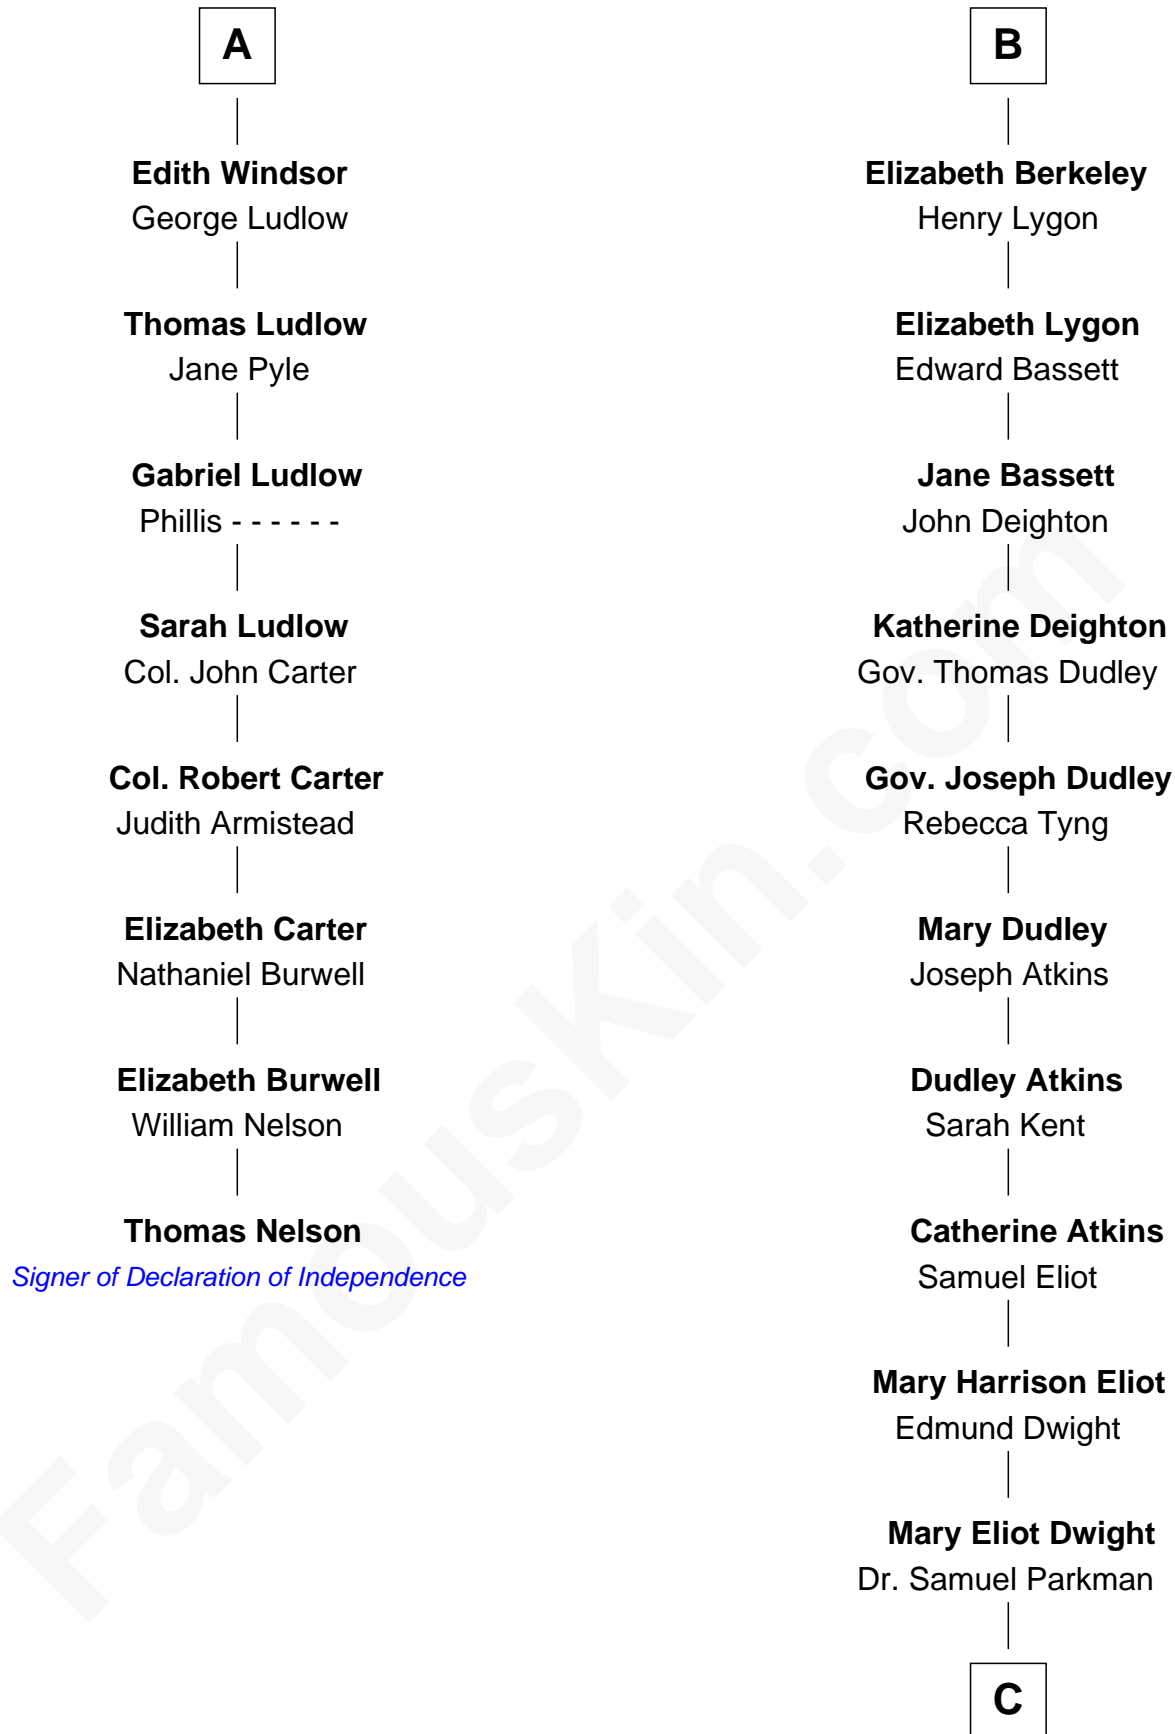 A
Edith Windsor
George Ludlow
Thomas Ludlow
Jane Pyle
Gabriel Ludlow
Phillis - - - - - -
Sarah Ludlow
Col. John Carter
Col. Robert Carter
Judith Armistead
Elizabeth Carter
Nathaniel Burwell
Elizabeth Burwell
William Nelson
Thomas Nelson
Signer of Declaration of Independence
B
Elizabeth Berkeley
Henry Lygon
Elizabeth Lygon
Edward Bassett
Jane Bassett
John Deighton
Katherine Deighton
Gov. Thomas Dudley
Gov. Joseph Dudley
Rebecca Tyng
Mary Dudley
Joseph Atkins
Dudley Atkins
Sarah Kent
Catherine Atkins
Samuel Eliot
Mary Harrison Eliot
Edmund Dwight
Mary Eliot Dwight
Dr. Samuel Parkman
C
FamousKin.com